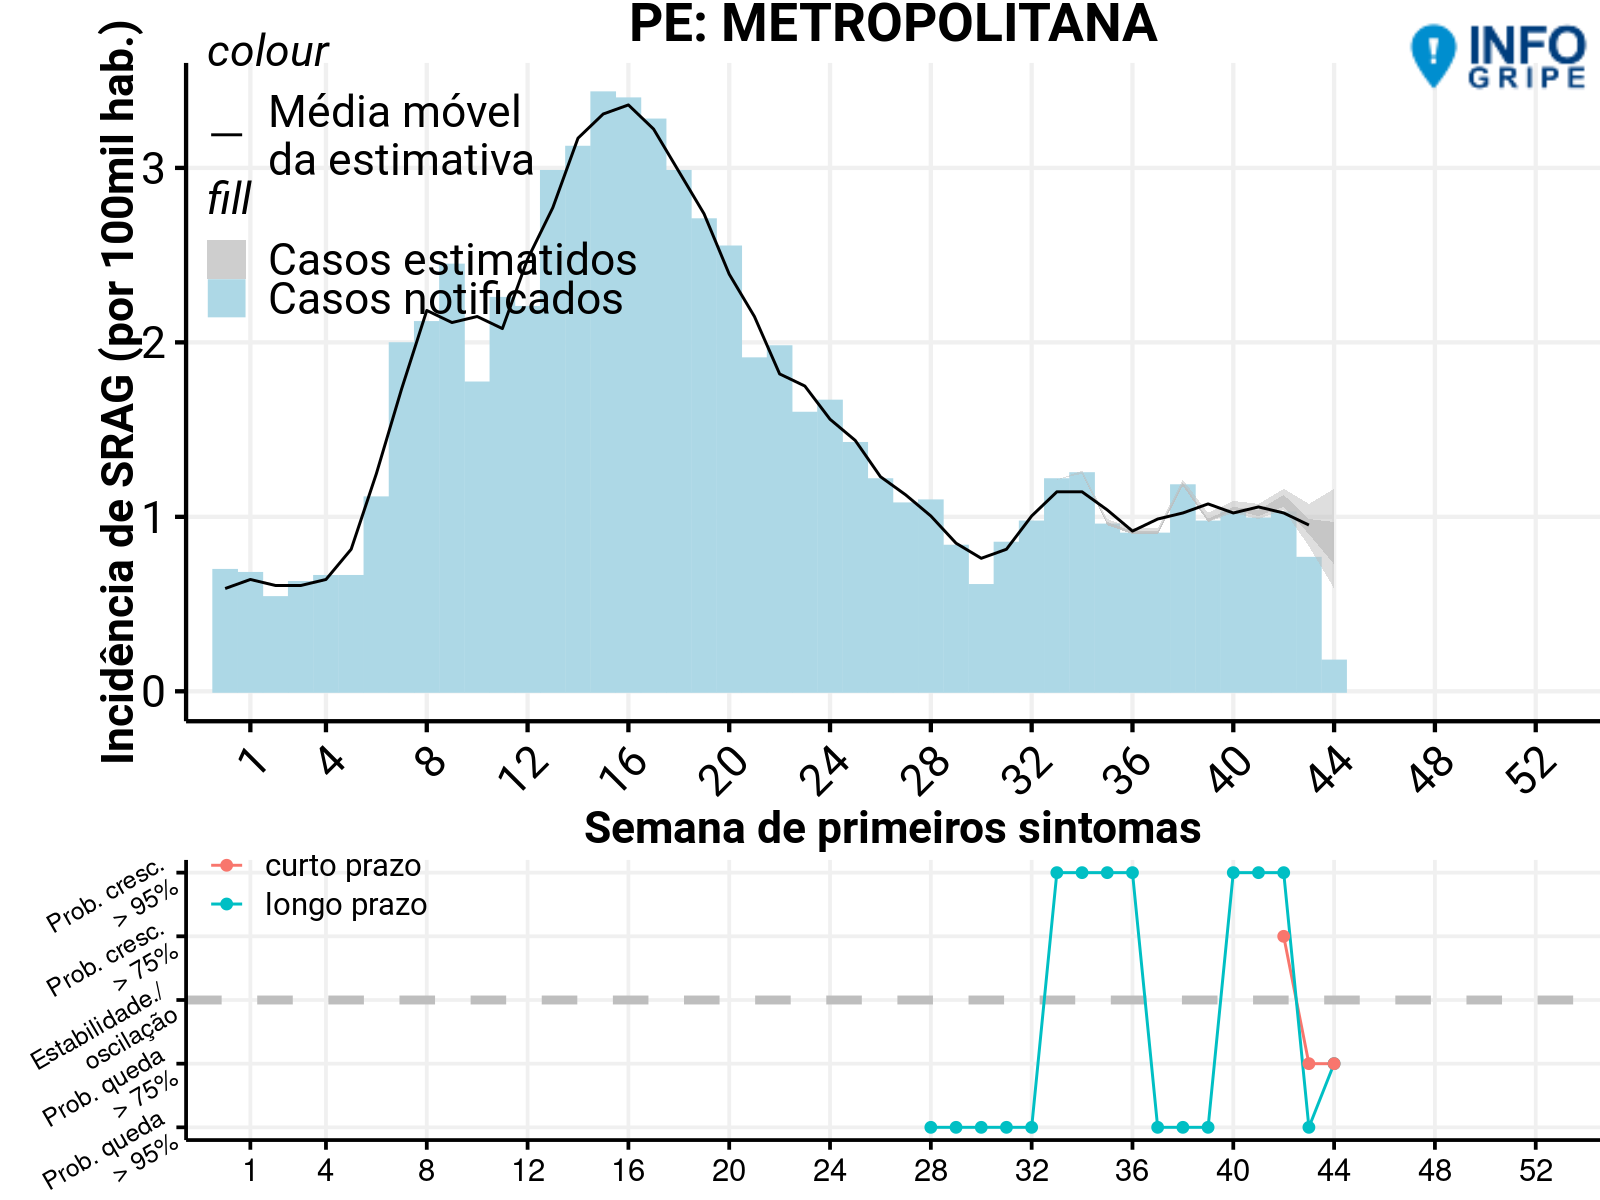 PE: METROPOLITANA
INFO
GRIPE
colour
Média móvel
da estimativa
fill
Casos estimatidos
Casos notificados
Incidência de SRAG (por 100mil hab.)
3
2
1
0
1 4 8 12 16 20 24 28 32 36 40 44 48 52
Semana de primeiros sintomas
curto prazo
longo prazo
Prob. cresc.
> 95%
Prob. cresc.
> 75%
Estabilidade./
oscilação
Prob. queda
> 75%
Prob. queda
> 95%
1 4 8 12 16 20 24 28 32 36 40 44 48 52